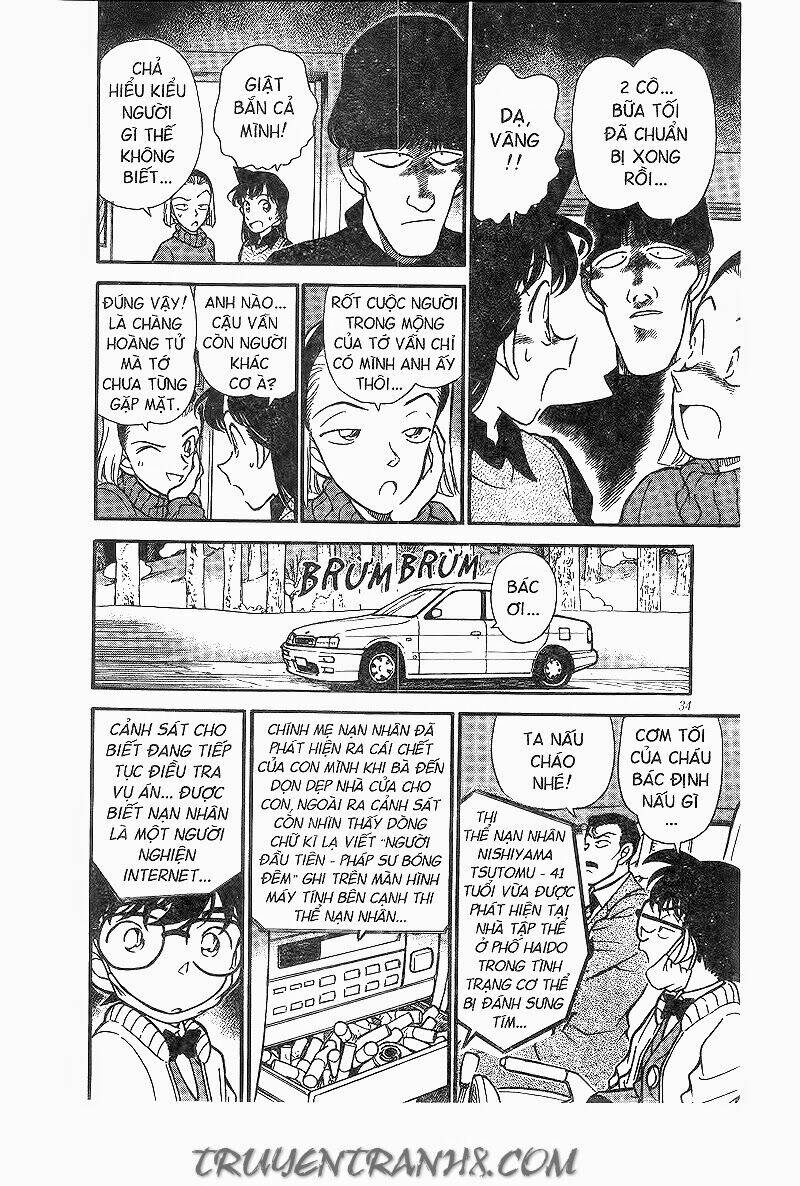 2 CÔ...
BỮA TỐI
ĐÃ CHUẨN
BỊ XONG
RỒI...
DẠ,
VÂNG
!!
GIẬT
BẮN CẢ
MÌNH!
CHẢ
HIỂU KIỂU
NGƯỜI
GÌ THẾ
KHÔNG
BIẾT...
RỐT CUỘC NGƯỜI
TRONG MỘNG
CỦA TỚ VẪN CHỈ
CÓ MÌNH ANH ẤY
THÔI...
ANH NÀO...
CẬU VẪN
CÒN NGƯỜI
KHÁC
CƠ À?
ĐÚNG VẬY!
LÀ CHÀNG
HOÀNG TỬ
MÀ TỚ
CHƯA TỪNG
GẶP MẶT.
BRỪM BRỪM
BÁC
ƠI...
34
CƠM TỐI
CỦA CHÁU
BÁC ĐỊNH
NẤU GÌ
...
TA NẤU
CHÁO
NHÉ!
THI
THỂ NẠN NHÂN
NISHIYAMA
TSUTOMU - 41
TUỔI VỪA ĐƯỢC
PHÁT HIỆN TẠI
NHÀ TẬP THỂ
Ở PHỐ HAIDO
TRONG TÌNH
TRẠNG CƠ THỂ
BỊ ĐÁNH SƯNG
TÍM...
CHÍNH MẸ NẠN NHÂN ĐÃ
PHÁT HIỆN RA CÁI CHẾT
CỦA CON MÌNH KHI BÀ ĐẾN
DỌN DẸP NHÀ CỬA CHO
CON, NGOÀI RA CẢNH SÁT
CÒN NHÌN THẤY DÒNG
CHỮ KÌ LẠ VIẾT "NGƯỜI
ĐẦU TIÊN - PHÁP SƯ BÓNG
ĐÊM" GHI TRÊN MÀN HÌNH
MÁY TÍNH BÊN CẠNH THI
THỂ NẠN NHÂN...
CẢNH SÁT CHO
BIẾT ĐANG TIẾP
TỤC ĐIỀU TRA
VỤ ÁN... ĐƯỢC
BIẾT NẠN NHÂN
LÀ MỘT NGƯỜI
NGHIỆN
INTERNET...
TRUYENTRANH8.COM